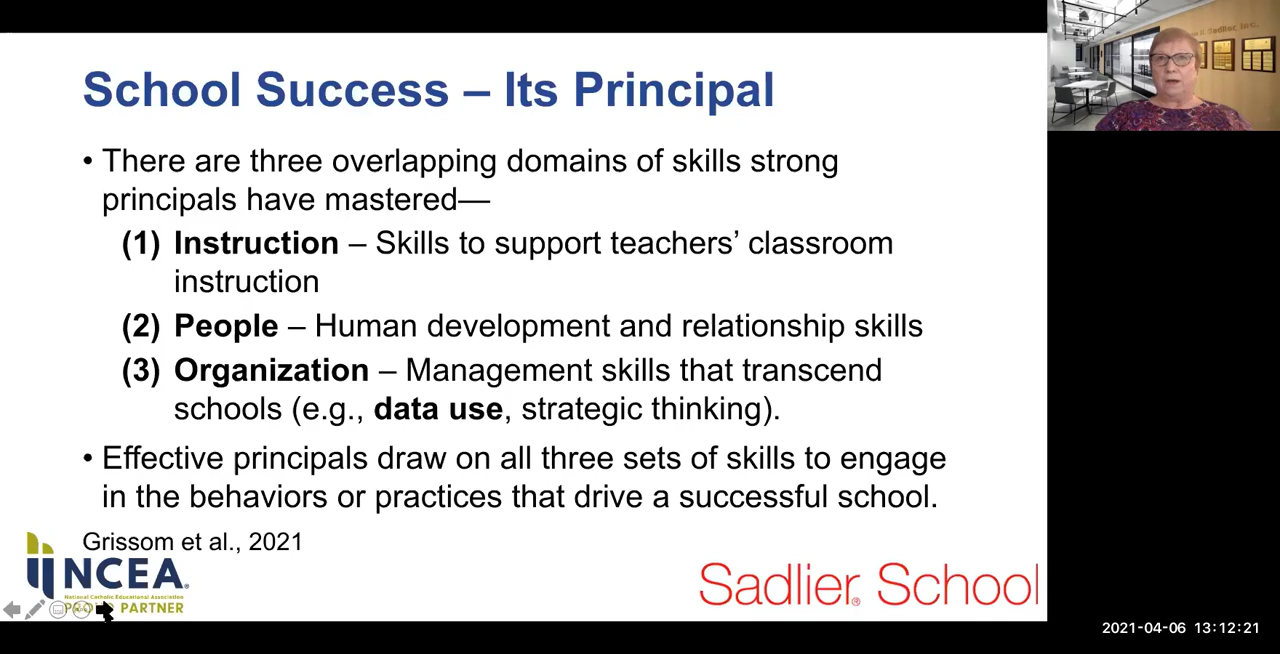 School Success – Its Principal
• There are three overlapping domains of skills strong
principals have mastered—
(1) Instruction – Skills to support teachers’ classroom
instruction
(2) People – Human development and relationship skills
(3) Organization – Management skills that transcend
schools (e.g., data use, strategic thinking).
• Effective principals draw on all three sets of skills to engage
in the behaviors or practices that drive a successful school.
Grissom et al., 2021
NCEA®
National Catholic Educational Association
PARTNER
Sadlier® School
Sadlier, Inc.
2021-04-06 13:12:21